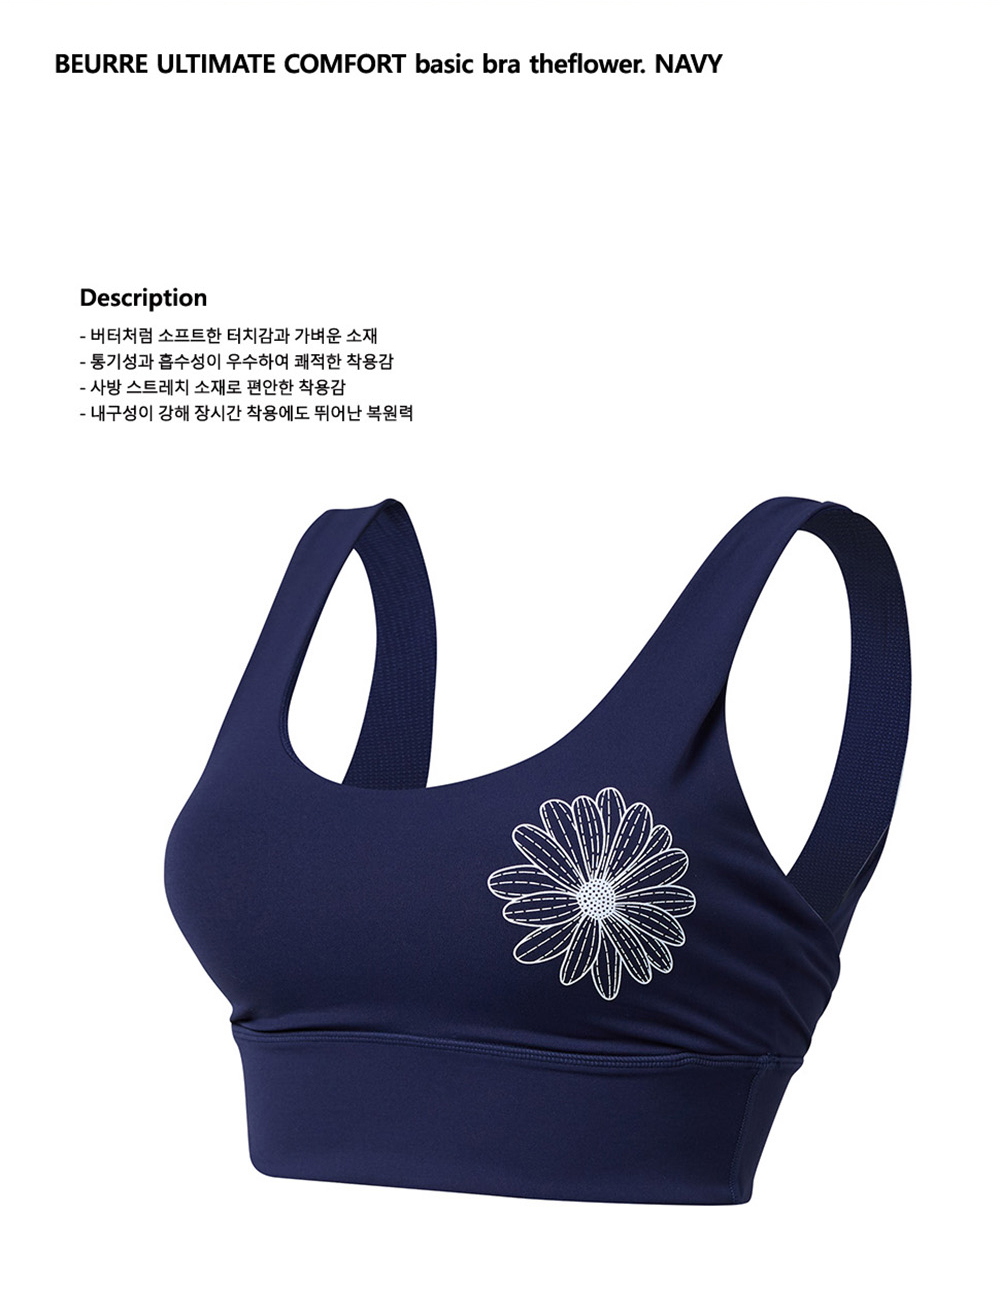 BEURRE ULTIMATE COMFORT basic bra theflower. NAVY
Description
- 버터처럼 소프트한 터치감과 가벼운 소재
- 통기성과 흡수성이 우수하여 쾌적한 착용감
- 사방 스트레치 소재로 편안한 착용감
- 내구성이 강해 장시간 착용에도 뛰어난 복원력